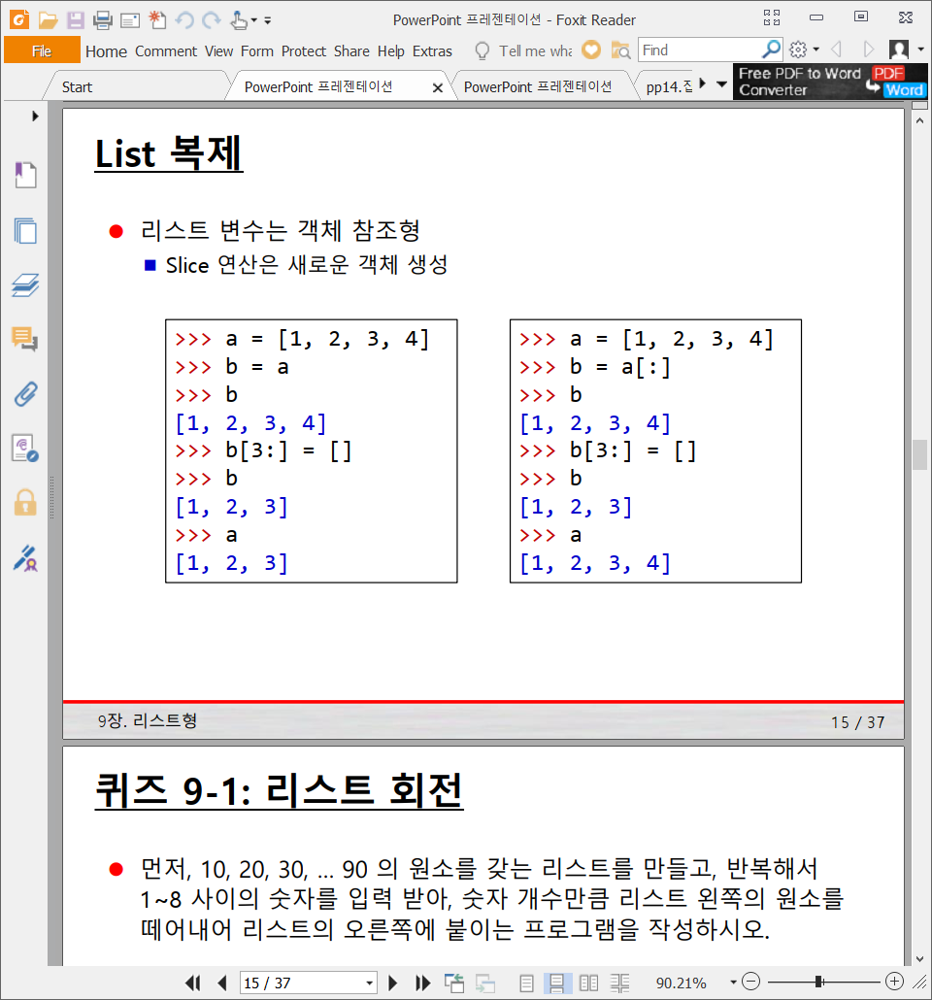 PowerPoint 프레젠테이션 - Foxit Reader
File Home Comment View Form Protect Share Help Extras Tell me wha Find
Start PowerPoint 프레젠테이션 PowerPoint 프레젠테이션 pp14.집
Free PDF to Word PDF
Converter Word
List 복제
리스트 변수는 객체 참조형
Slice 연산은 새로운 객체 생성
>>> a = [1, 2, 3, 4]
>>> b = a
>>> b
[1, 2, 3, 4]
>>> b[3:] = []
>>> b
[1, 2, 3]
>>> a
[1, 2, 3]
>>> a = [1, 2, 3, 4]
>>> b = a[:]
>>> b
[1, 2, 3, 4]
>>> b[3:] = []
>>> b
[1, 2, 3]
>>> a
[1, 2, 3, 4]
9장. 리스트형
15 / 37
퀴즈 9-1: 리스트 회전
먼저, 10, 20, 30, ... 90 의 원소를 갖는 리스트를 만들고, 반복해서
1~8 사이의 숫자를 입력 받아, 숫자 개수만큼 리스트 왼쪽의 원소를
떼어내어 리스트의 오른쪽에 붙이는 프로그램을 작성하시오.
15 / 37
90.21%